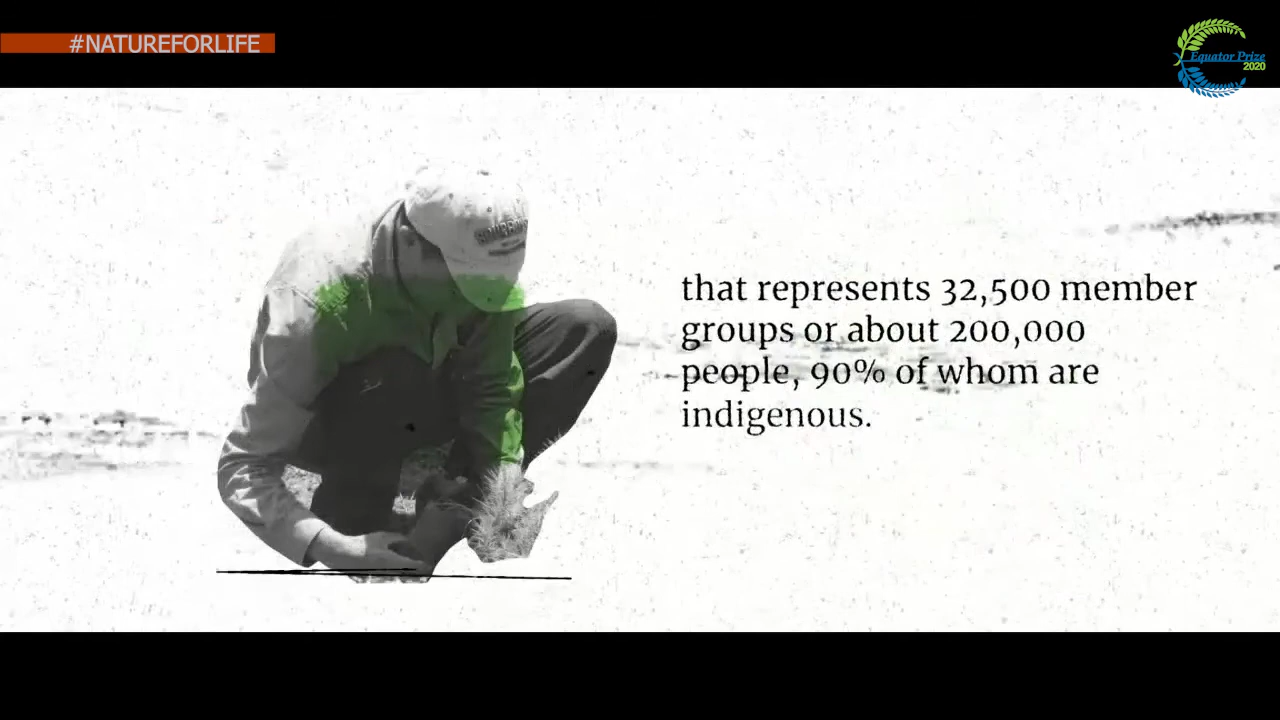 #NATUREFORLIFE
Equator Prize
2020
that represents 32,500 member
groups or about 200,000
people, 90% of whom are
indigenous.